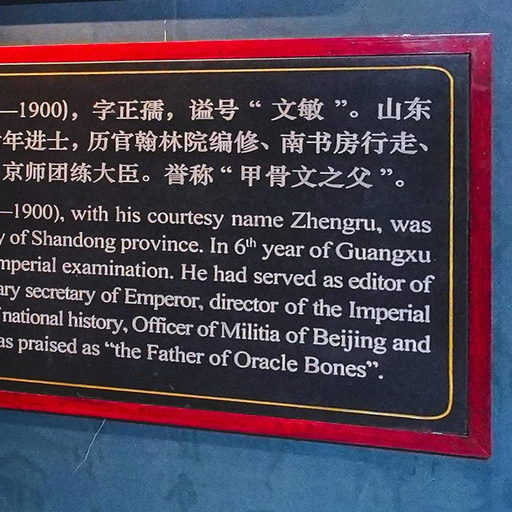 —1900)，字正孺，谥号“文敏”。山东
年进士，历官翰林院编修、南书房行走、
京师团练大臣。誉称“甲骨文之父”。
—1900), with his courtesy name Zhengru, was
of Shandong province. In 6th year of Guangxu
imperial examination. He had served as editor of
secretary of Emperor, director of the Imperial
national history, Officer of Militia of Beijing and
as praised as “the Father of Oracle Bones”.